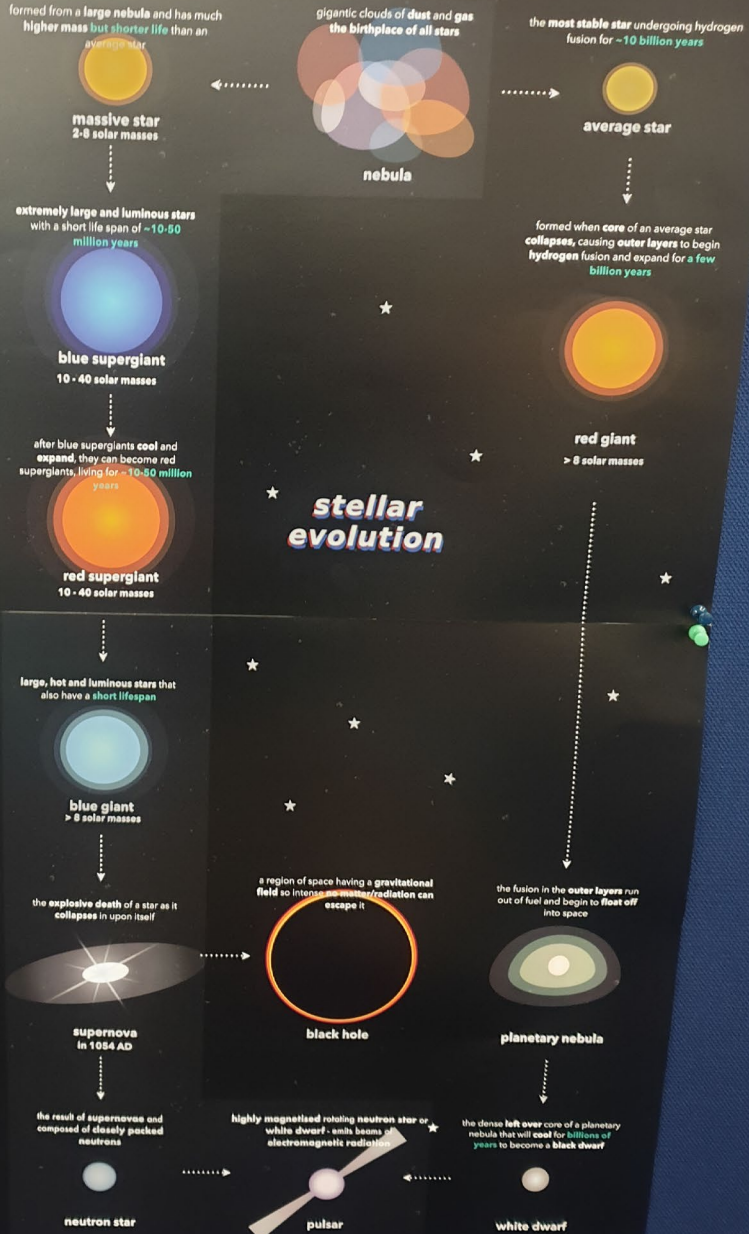 formed from a large nebula and has much
higher mass but shorter life than an
average star
massive star
2-8 solar masses
gigantic clouds of dust and gas
the birthplace of all stars
nebula
the most stable star undergoing hydrogen
fusion for ~10 billion years
average star
extremely large and luminous stars
with a short life span of ~10-50
million years
blue supergiant
10 - 40 solar masses
formed when core of an average star
collapses, causing outer layers to begin
hydrogen fusion and expand for a few
billion years
red giant
> 8 solar masses
after blue supergiants cool and
expand, they can become red
supergiants, living for ~10-50 million
years
red supergiant
10 - 40 solar masses
stellar
evolution
large, hot and luminous stars that
also have a short lifespan
blue giant
> 8 solar masses
the explosive death of a star as it
collapses in upon itself
supernova
in 1054 AD
a region of space having a gravitational
field so intense no matter/radiation can
escape it
black hole
the fusion in the outer layers run
out of fuel and begin to float off
into space
planetary nebula
the result of supernovae and
composed of closely packed
neutrons
neutron star
highly magnetised rotating neutron star or
white dwarf - emits beams of
electromagnetic radiation
pulsar
the dense left over core of a planetary
nebula that will cool for billions of
years to become a black dwarf
white dwarf